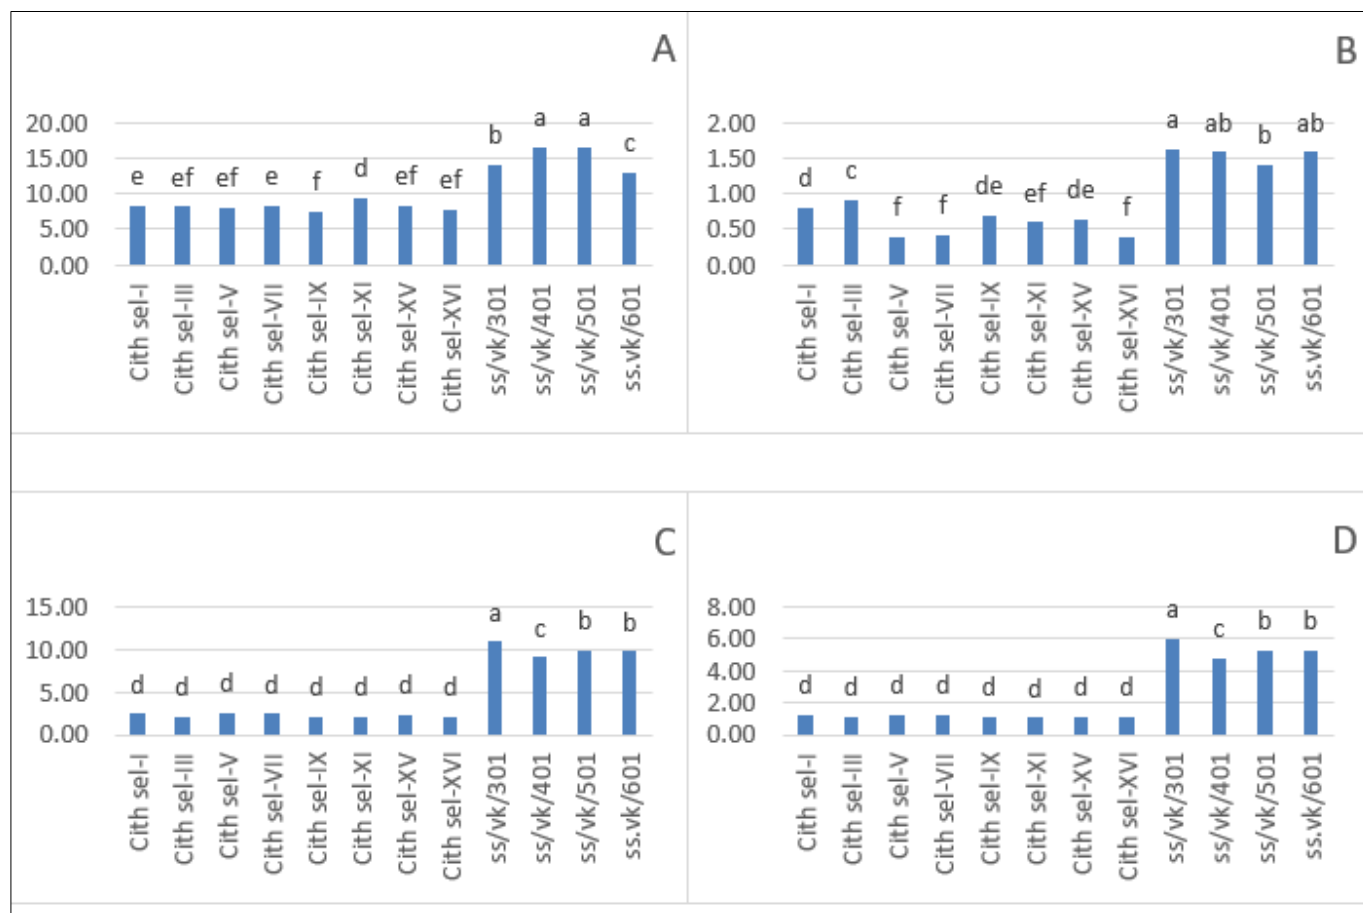 A
20.00
15.00
10.00
5.00
0.00
e ef ef e f d ef ef b a a c
Cith sel-I
Cith sel-III
Cith sel-V
Cith sel-VII
Cith sel-IX
Cith sel-XI
Cith sel-XV
Cith sel-XVI
ss/vk/301
ss/vk/401
ss/vk/501
ss.vk/601
B
2.00
1.50
1.00
0.50
0.00
d c f f de ef de f a ab b ab
Cith sel-I
Cith sel-III
Cith sel-V
Cith sel-VII
Cith sel-IX
Cith sel-XI
Cith sel-XV
Cith sel-XVI
ss/vk/301
ss/vk/401
ss/vk/501
ss.vk/601
C
15.00
10.00
5.00
0.00
d d d d d d d d a c b b
Cith sel-I
Cith sel-III
Cith sel-V
Cith sel-VII
Cith sel-IX
Cith sel-XI
Cith sel-XV
Cith sel-XVI
ss/vk/301
ss/vk/401
ss/vk/501
ss.vk/601
D
8.00
6.00
4.00
2.00
0.00
d d d d d d d d a c b b
Cith sel-I
Cith sel-III
Cith sel-V
Cith sel-VII
Cith sel-IX
Cith sel-XI
Cith sel-XV
Cith sel-XVI
ss/vk/301
ss/vk/401
ss/vk/501
ss.vk/601